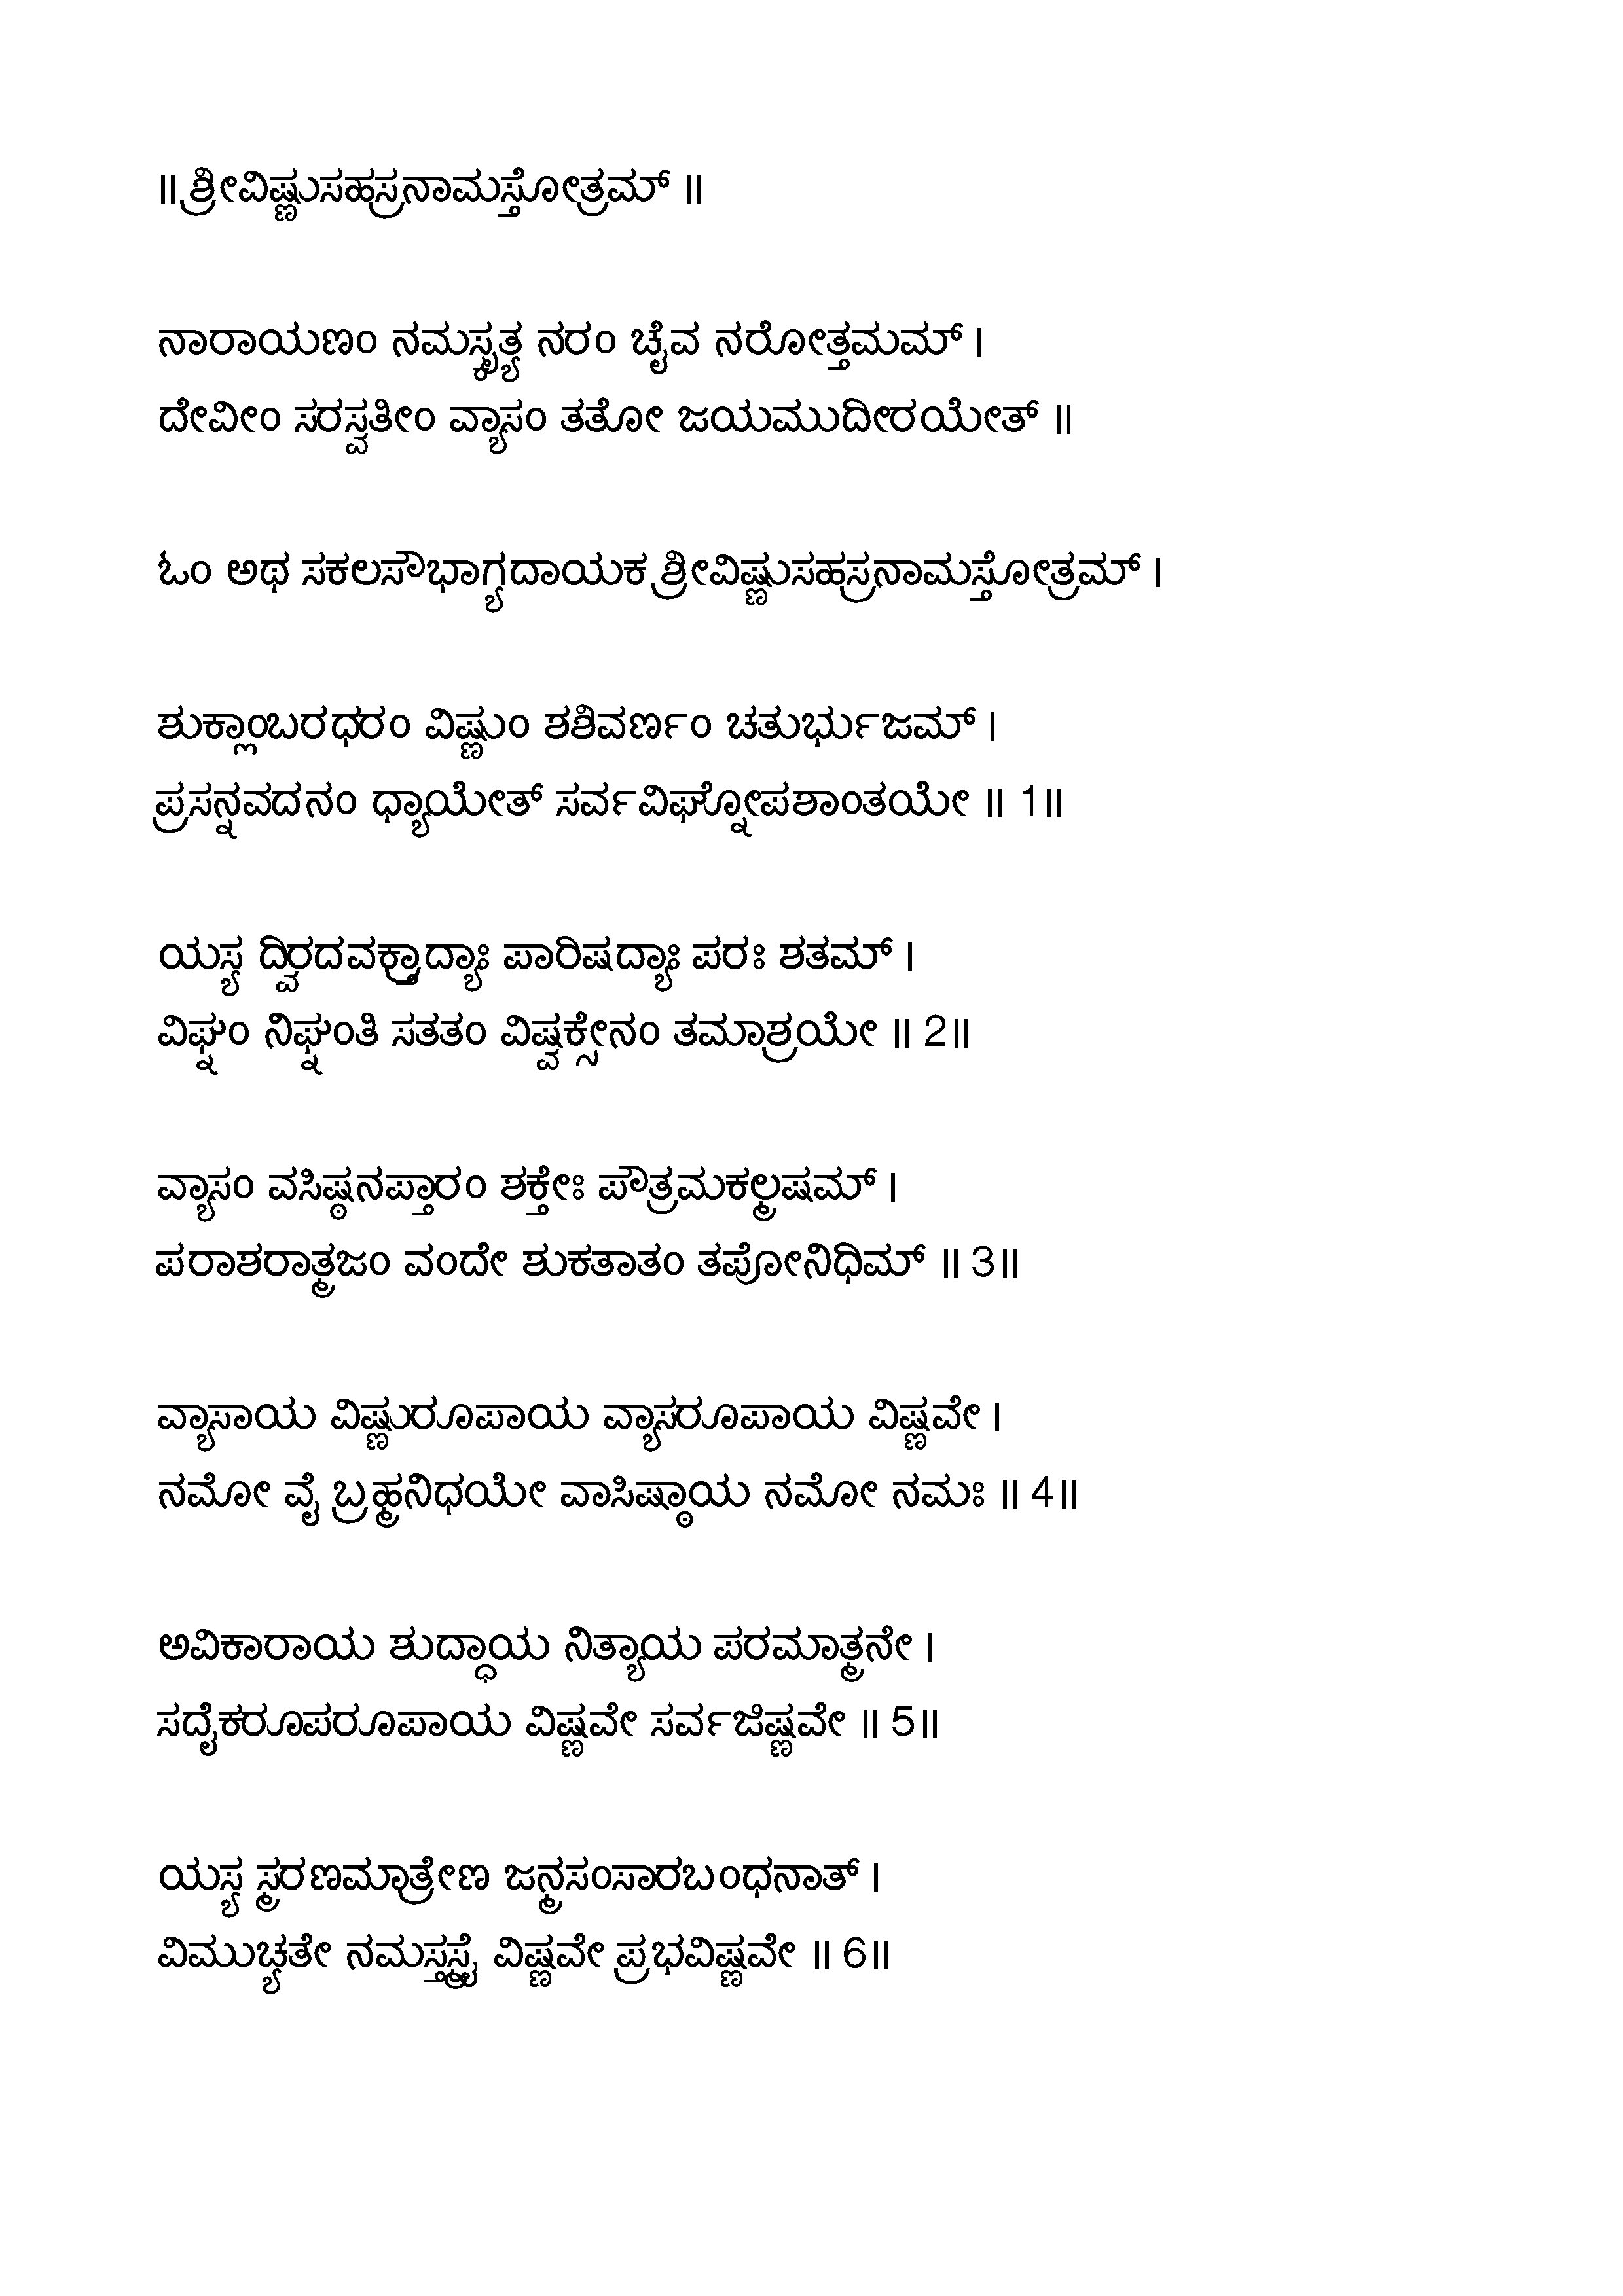 ॥ ಶ್ರೀವಿಷ್ಣುಸಹಸ್ರನಾಮಸ್ತೋತ್ರಮ್ ॥
ನಾರಾಯಣಂ ನಮಸ್ಕೃತ್ಯ ನರಂ ಚೈವ ನರೋತ್ತಮಮ್ ।
ದೇವೀಂ ಸರಸ್ವತೀಂ ವ್ಯಾಸಂ ತತೋ ಜಯಮುದೀರಯೇತ್ ॥
ಓಂ ಅಥ ಸಕಲಸೌಭಾಗ್ಯದಾಯಕ ಶ್ರೀವಿಷ್ಣುಸಹಸ್ರನಾಮಸ್ತೋತ್ರಮ್ ।
ಶುಕ್ಲಾಂಬರಧರಂ ವಿಷ್ಣುಂ ಶಶಿವರ್ಣಂ ಚತುರ್ಭುಜಮ್ ।
ಪ್ರಸನ್ನವದನಂ ಧ್ಯಾಯೇತ್ ಸರ್ವವಿಘ್ನೋಪಶಾಂತಯೇ ॥ 1॥
ಯಸ್ಯ ದ್ವಿರದವಕ್ತ್ರಾದ್ಯಾಃ ಪಾರಿಷದ್ಯಾಃ ಪರಃ ಶತಮ್ ।
ವಿಘ್ನಂ ನಿಘ್ನಂತಿ ಸತತಂ ವಿಷ್ವಕ್ಸೇನಂ ತಮಾಶ್ರಯೇ ॥ 2॥
ವ್ಯಾಸಂ ವಸಿಷ್ಠನಪ್ತಾರಂ ಶಕ್ತೇಃ ಪೌತ್ರಮಕಲ್ಮಷಮ್ ।
ಪರಾಶರಾತ್ಮಜಂ ವಂದೇ ಶುಕತಾತಂ ತಪೋನಿಧಿಮ್ ॥ 3॥
ವ್ಯಾಸಾಯ ವಿಷ್ಣುರೂಪಾಯ ವ್ಯಾಸರೂಪಾಯ ವಿಷ್ಣವೇ ।
ನಮೋ ವೈ ಬ್ರಹ್ಮನಿಧಯೇ ವಾಸಿಷ್ಠಾಯ ನಮೋ ನಮಃ ॥ 4॥
ಅವಿಕಾರಾಯ ಶುದ್ಧಾಯ ನಿತ್ಯಾಯ ಪರಮಾತ್ಮನೇ ।
ಸದೈಕರೂಪರೂಪಾಯ ವಿಷ್ಣವೇ ಸರ್ವಜಿಷ್ಣವೇ ॥ 5॥
ಯಸ್ಯ ಸ್ಮರಣಮಾತ್ರೇಣ ಜನ್ಮಸಂಸಾರಬಂಧನಾತ್ ।
ವಿಮುಚ್ಯತೇ ನಮಸ್ತಸ್ಮೈ ವಿಷ್ಣವೇ ಪ್ರಭವಿಷ್ಣವೇ ॥ 6॥